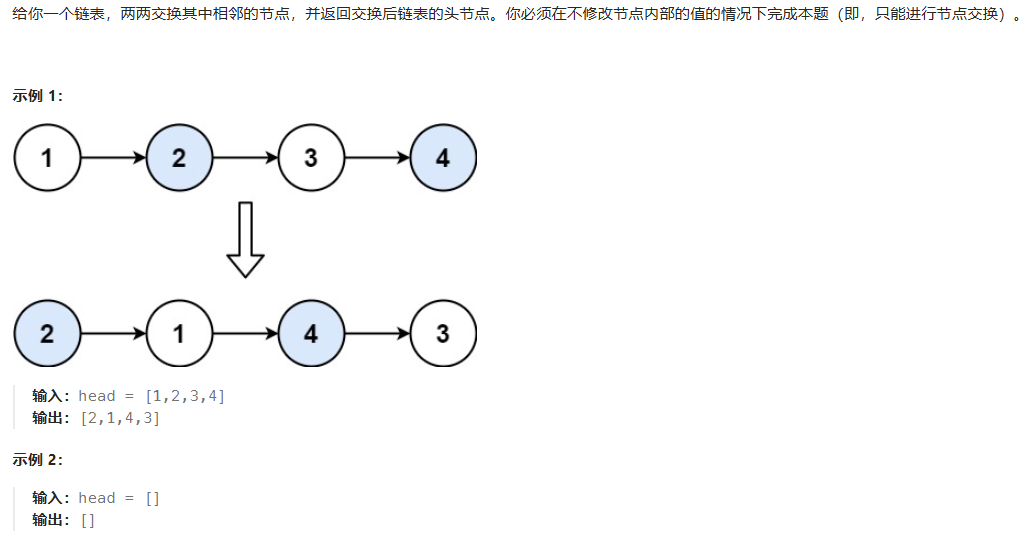 给你一个链表，两两交换其中相邻的节点，并返回交换后链表的头节点。你必须在不修改节点内部的值的情况下完成本题（即，只能进行节点交换）。
示例 1：
1 2 3 4
2 1 4 3
输入：head = [1,2,3,4]
输出：[2,1,4,3]
示例 2：
输入：head = []
输出：[]